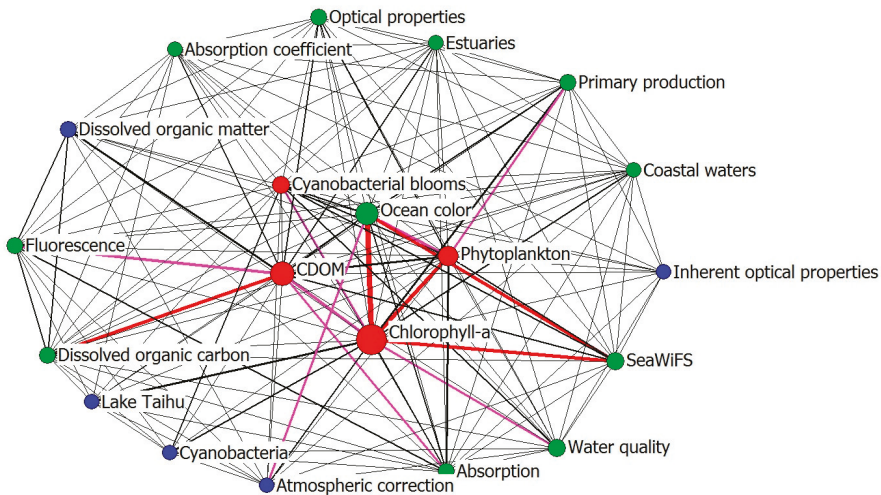 Optical properties
Estuaries
Absorption coefficient
Primary production
Dissolved organic matter
Coastal waters
Cyanobacterial blooms
Ocean color
Fluorescence
Phytoplankton
CDOM
Inherent optical properties
Chlorophyll-a
Dissolved organic carbon
SeaWiFS
Lake Taihu
Water quality
Cyanobacteria
Absorption
Atmospheric correction